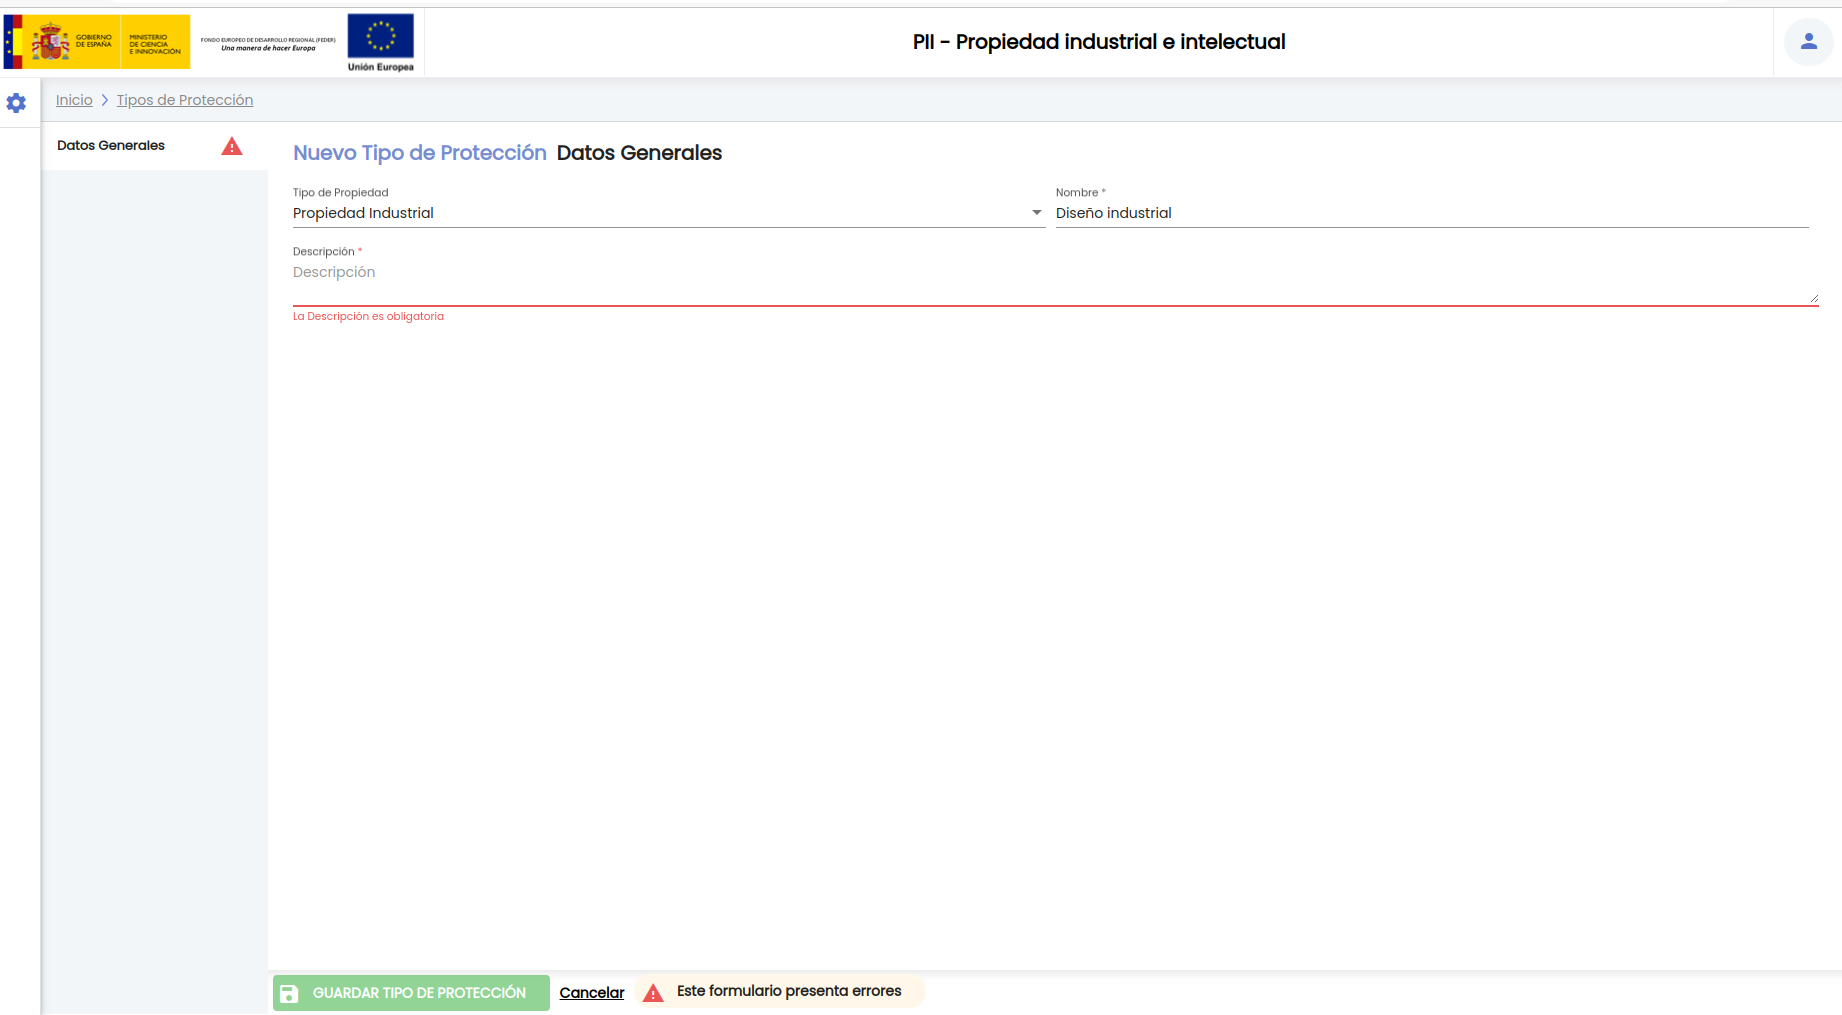 GOBIERNO
DE ESPAÑA
MINISTERIO
DE CIENCIA
E INNOVACIÓN
FONDO EUROPEO DE DESARROLLO REGIONAL (FEDER)
Una manera de hacer Europa
Unión Europea
PII - Propiedad industrial e intelectual
Inicio > Tipos de Protección
Datos Generales
Nuevo Tipo de Protección Datos Generales
Tipo de Propiedad
Propiedad Industrial
Nombre *
Diseño industrial
Descripción *
Descripción
La Descripción es obligatoria
GUARDAR TIPO DE PROTECCIÓN
Cancelar
Este formulario presenta errores